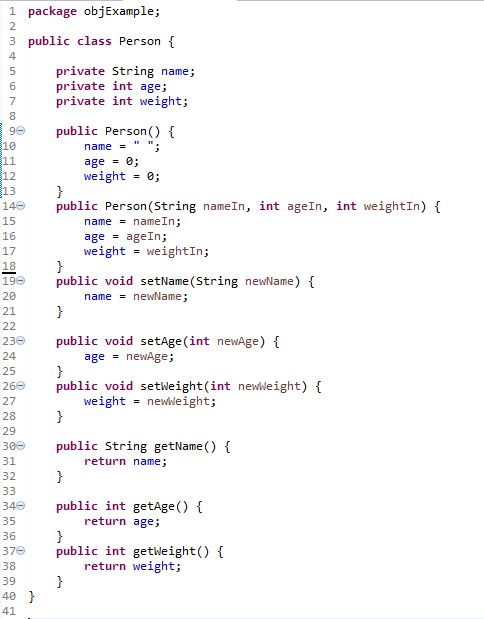 1 package objExample;
2
3 public class Person {
4
5     private String name;
6     private int age;
7     private int weight;
8
9     public Person() {
10         name = " ";
11         age = 0;
12         weight = 0;
13     }
14     public Person(String nameIn, int ageIn, int weightIn) {
15         name = nameIn;
16         age = ageIn;
17         weight = weightIn;
18     }
19     public void setName(String newName) {
20         name = newName;
21     }
22
23     public void setAge(int newAge) {
24         age = newAge;
25     }
26     public void setWeight(int newWeight) {
27         weight = newWeight;
28     }
29
30     public String getName() {
31         return name;
32     }
33
34     public int getAge() {
35         return age;
36     }
37     public int getWeight() {
38         return weight;
39     }
40 }
41